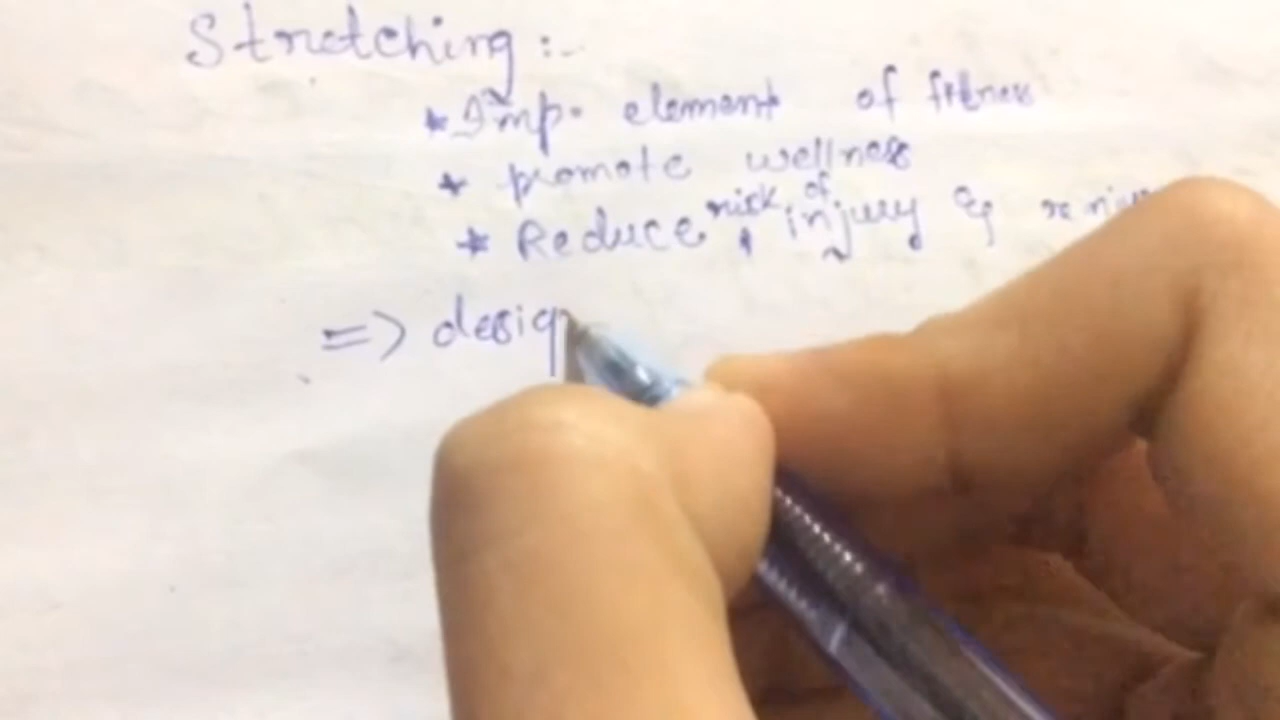 Stretching :-
* Imp. element of fitness
* promote wellness
* Reduce risk of injury &
=> desig